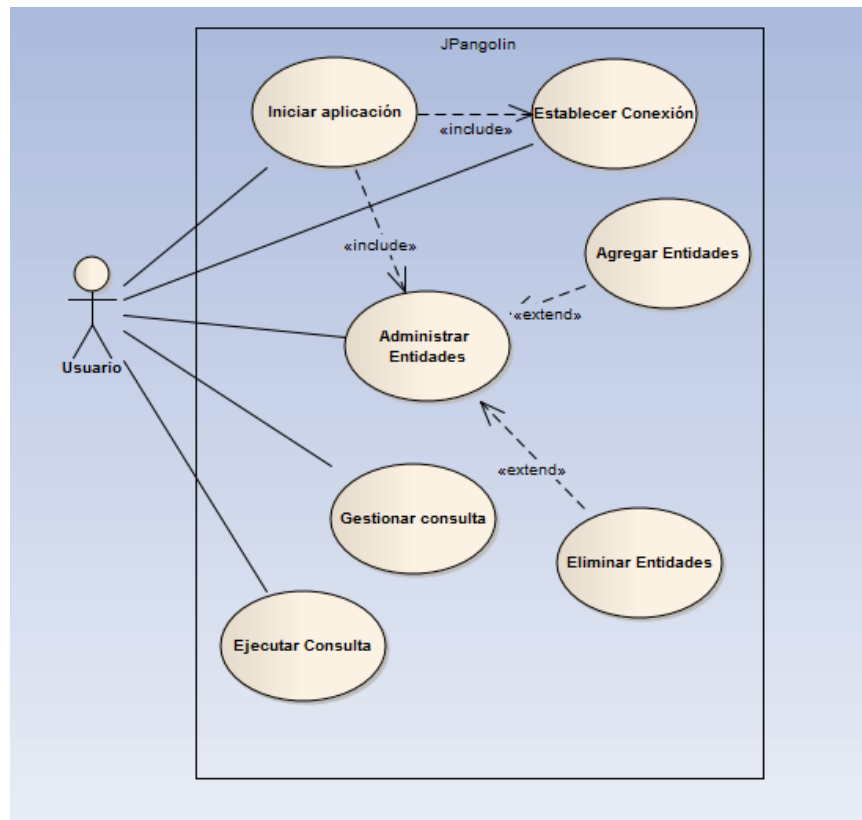 JPangolin
Iniciar aplicación
Establecer Conexión
«include»
Agregar Entidades
«include»
«extend»
Administrar
Entidades
Usuario
«extend»
Gestionar consulta
Eliminar Entidades
Ejecutar Consulta